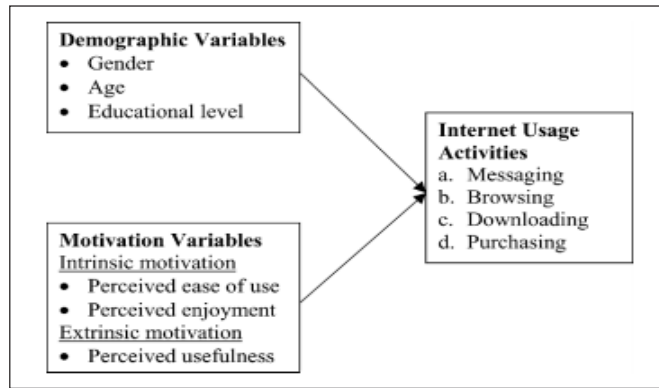 Demographic Variables
• Gender
• Age
• Educational level
Internet Usage
Activities
a. Messaging
b. Browsing
c. Downloading
d. Purchasing
Motivation Variables
Intrinsic motivation
• Perceived ease of use
• Perceived enjoyment
Extrinsic motivation
• Perceived usefulness